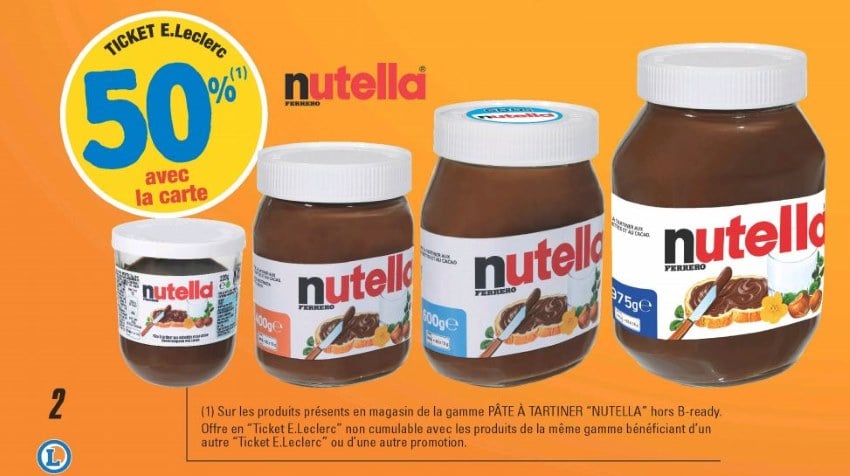 TICKET E.Leclerc
50%(1)
avec
la carte
nutella®
FERRERO
nutella
nutella
400g℮
nutella
FERRERO
600g℮
nutella
FERRERO
975g℮
2
(1) Sur les produits présents en magasin de la gamme PÂTE À TARTINER “NUTELLA” hors B-ready.
Offre en “Ticket E.Leclerc” non cumulable avec les produits de la même gamme bénéficiant d’un
autre “Ticket E.Leclerc” ou d’une autre promotion.
L